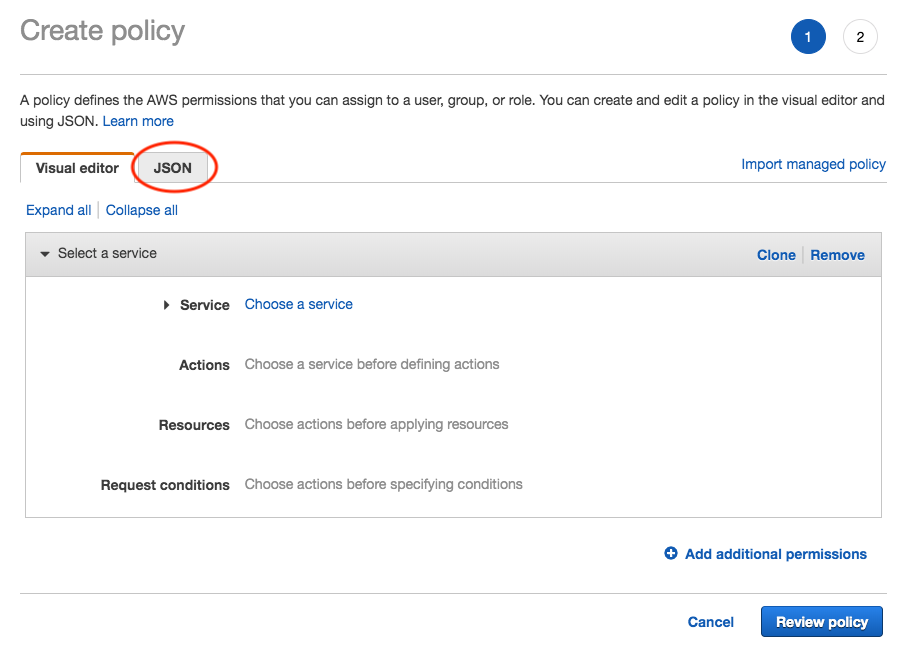 Create policy
1
2
A policy defines the AWS permissions that you can assign to a user, group, or role. You can create and edit a policy in the visual editor and
using JSON. Learn more
Visual editor
JSON
Import managed policy
Expand all
Collapse all
Select a service
Clone
Remove
Service
Choose a service
Actions
Choose a service before defining actions
Resources
Choose actions before applying resources
Request conditions
Choose actions before specifying conditions
Add additional permissions
Cancel
Review policy